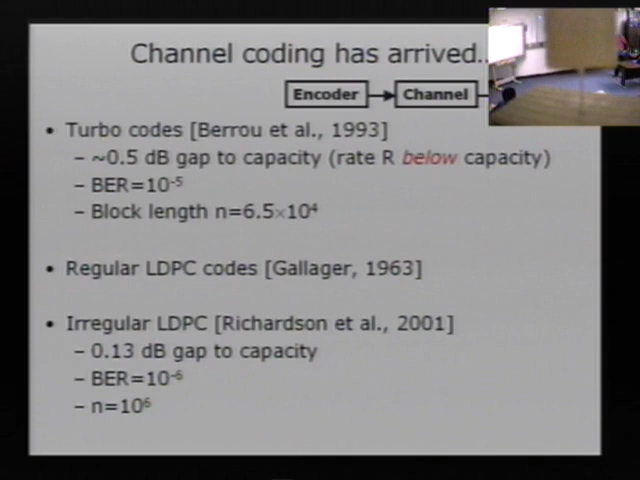 Channel coding has arrived..
Encoder
Channel
• Turbo codes [Berrou et al., 1993]
– ~0.5 dB gap to capacity (rate R below capacity)
– BER=10⁻⁵
– Block length n=6.5×10⁴
• Regular LDPC codes [Gallager, 1963]
• Irregular LDPC [Richardson et al., 2001]
– 0.13 dB gap to capacity
– BER=10⁻⁶
– n=10⁶